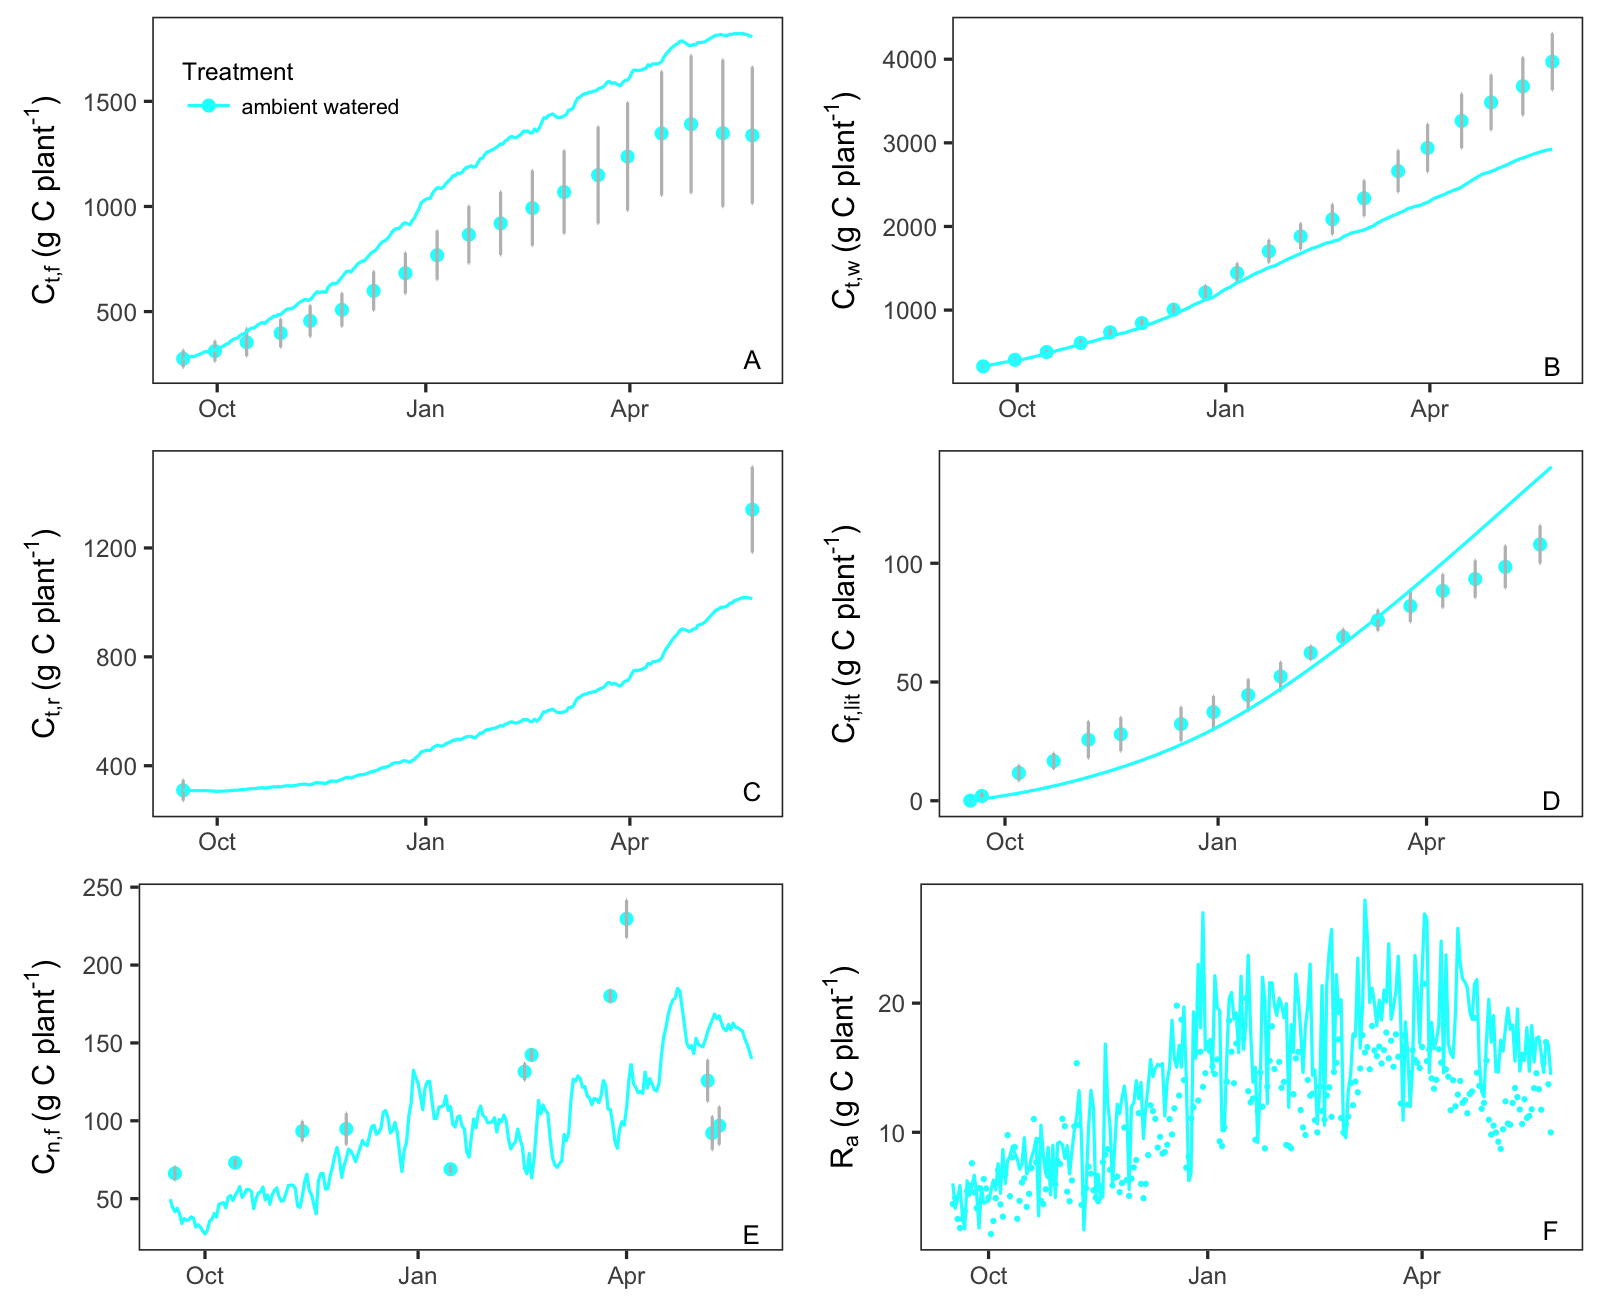 Treatment
ambient watered
C_t,f (g C plant^-1)
1500
1000
500
Oct Jan Apr
A
C_t,w (g C plant^-1)
4000
3000
2000
1000
Oct Jan Apr
B
C_t,r (g C plant^-1)
1200
800
400
Oct Jan Apr
C
C_f,lit (g C plant^-1)
100
50
0
Oct Jan Apr
D
C_n,f (g C plant^-1)
250
200
150
100
50
Oct Jan Apr
E
R_a (g C plant^-1)
20
10
Oct Jan Apr
F